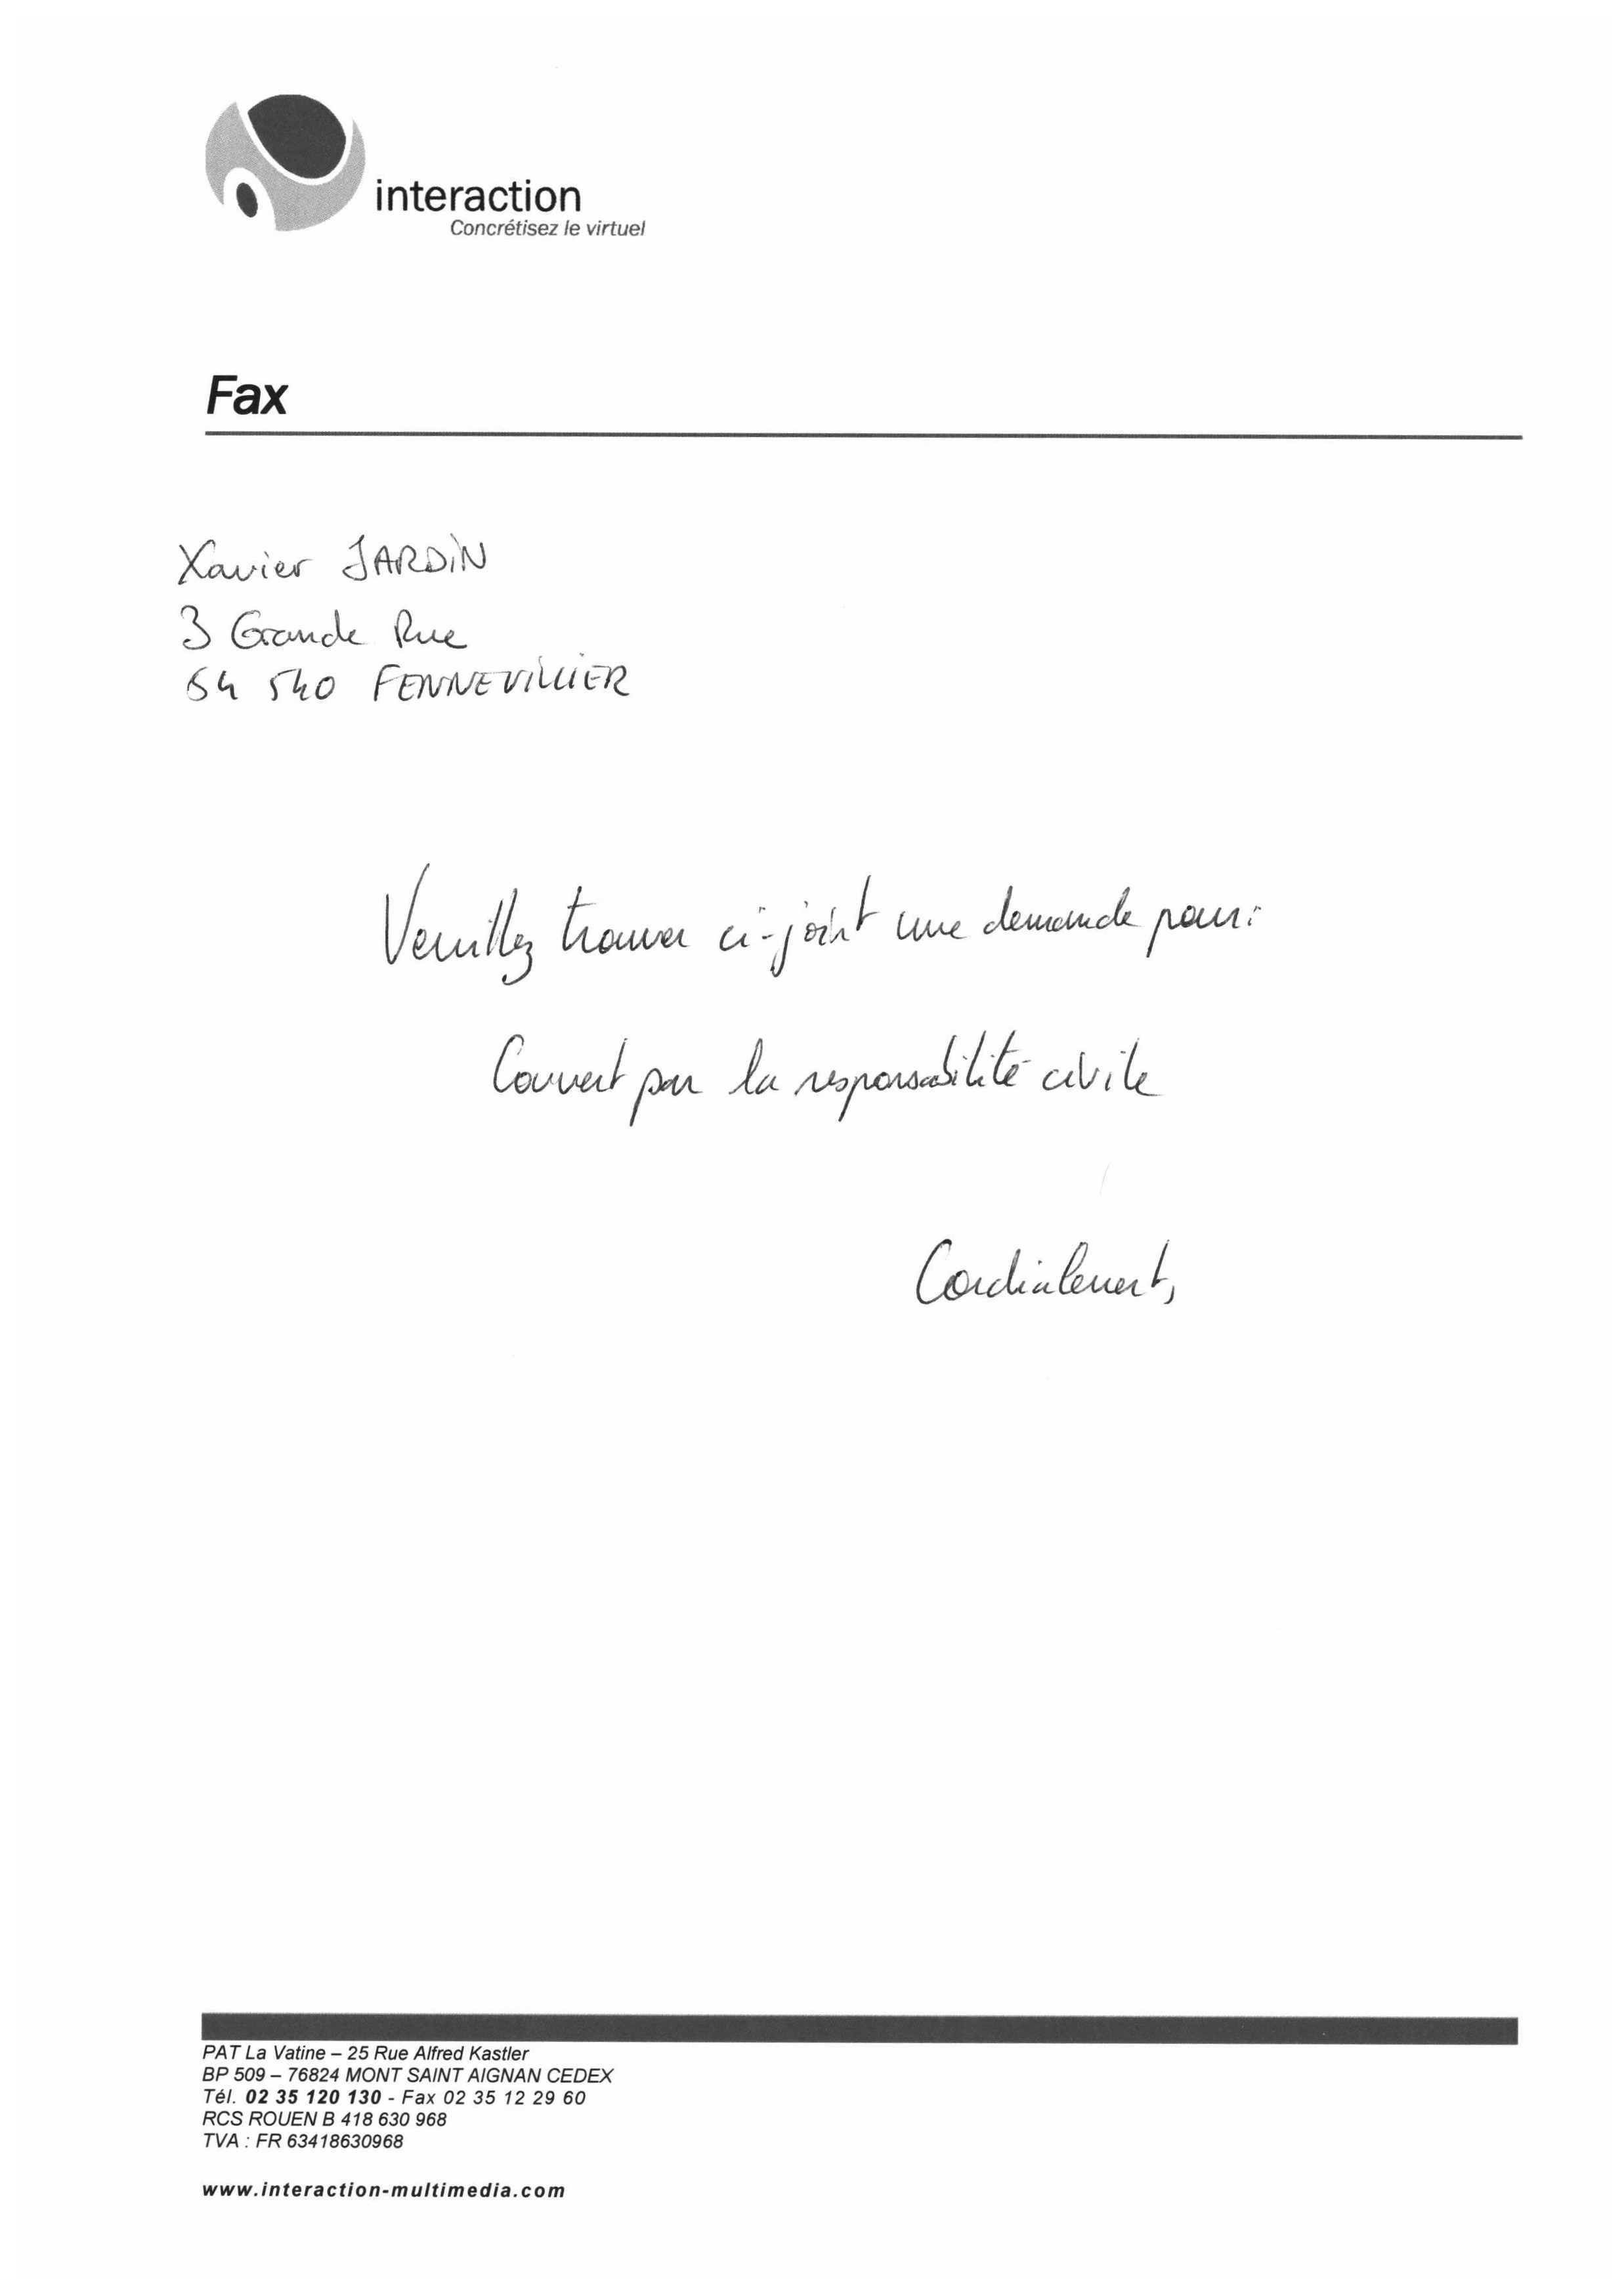 interaction
Concrétisez le virtuel
Fax
Xavier JARDIN
3 Grande Rue
54 540 FENNEVILLIER
Veuillez trouver ci-joint une demande pour:
Couvert par la responsabilité civile
Cordialement,
PAT La Vatine – 25 Rue Alfred Kastler
BP 509 – 76824 MONT SAINT AIGNAN CEDEX
Tél. 02 35 120 130 - Fax 02 35 12 29 60
RCS ROUEN B 418 630 968
TVA : FR 63418630968
www.interaction-multimedia.com